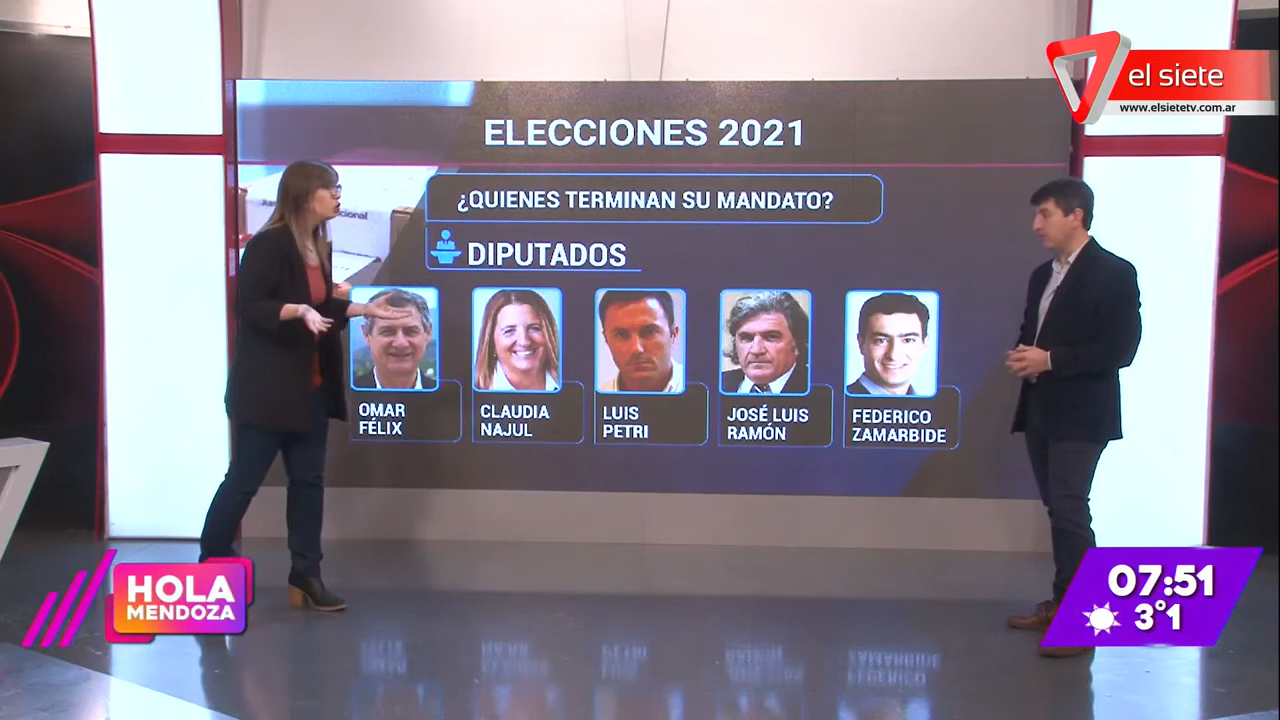 el siete
www.elsietetv.com.ar
ELECCIONES 2021
¿QUIENES TERMINAN SU MANDATO?
DIPUTADOS
OMAR
FÉLIX
CLAUDIA
NAJUL
LUIS
PETRI
JOSÉ LUIS
RAMÓN
FEDERICO
ZAMARBIDE
HOLA
MENDOZA
07:51
3°1